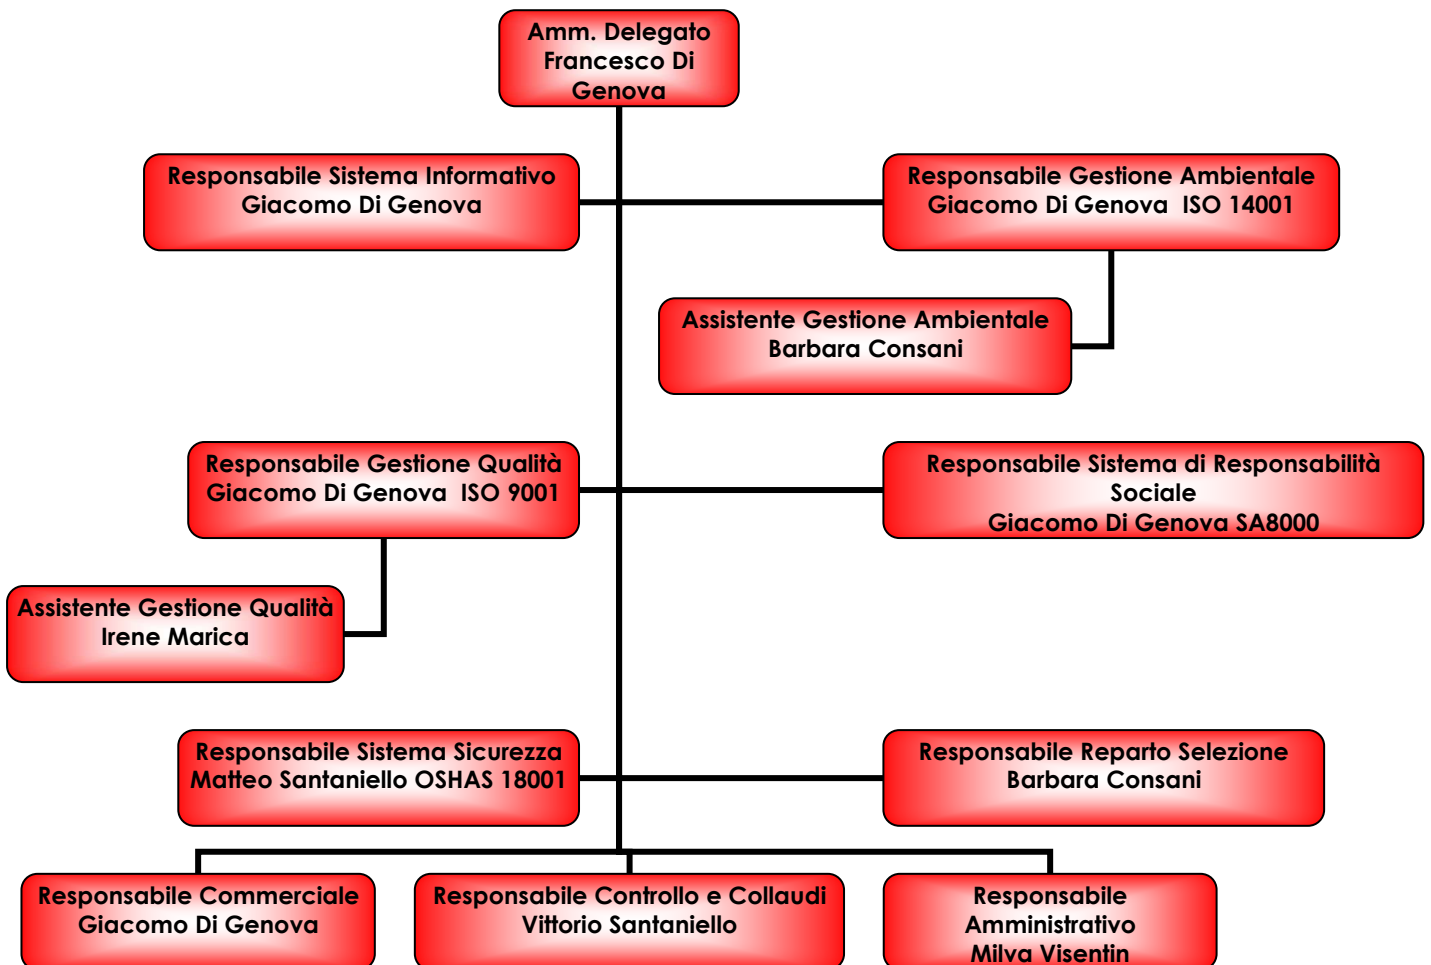 Amm. Delegato
Francesco Di
Genova
Responsabile Sistema Informativo
Giacomo Di Genova
Responsabile Gestione Ambientale
Giacomo Di Genova ISO 14001
Assistente Gestione Ambientale
Barbara Consani
Responsabile Gestione Qualità
Giacomo Di Genova ISO 9001
Responsabile Sistema di Responsabilità
Sociale
Giacomo Di Genova SA8000
Assistente Gestione Qualità
Irene Marica
Responsabile Sistema Sicurezza
Matteo Santaniello OSHAS 18001
Responsabile Reparto Selezione
Barbara Consani
Responsabile Commerciale
Giacomo Di Genova
Responsabile Controllo e Collaudi
Vittorio Santaniello
Responsabile
Amministrativo
Milva Visentin